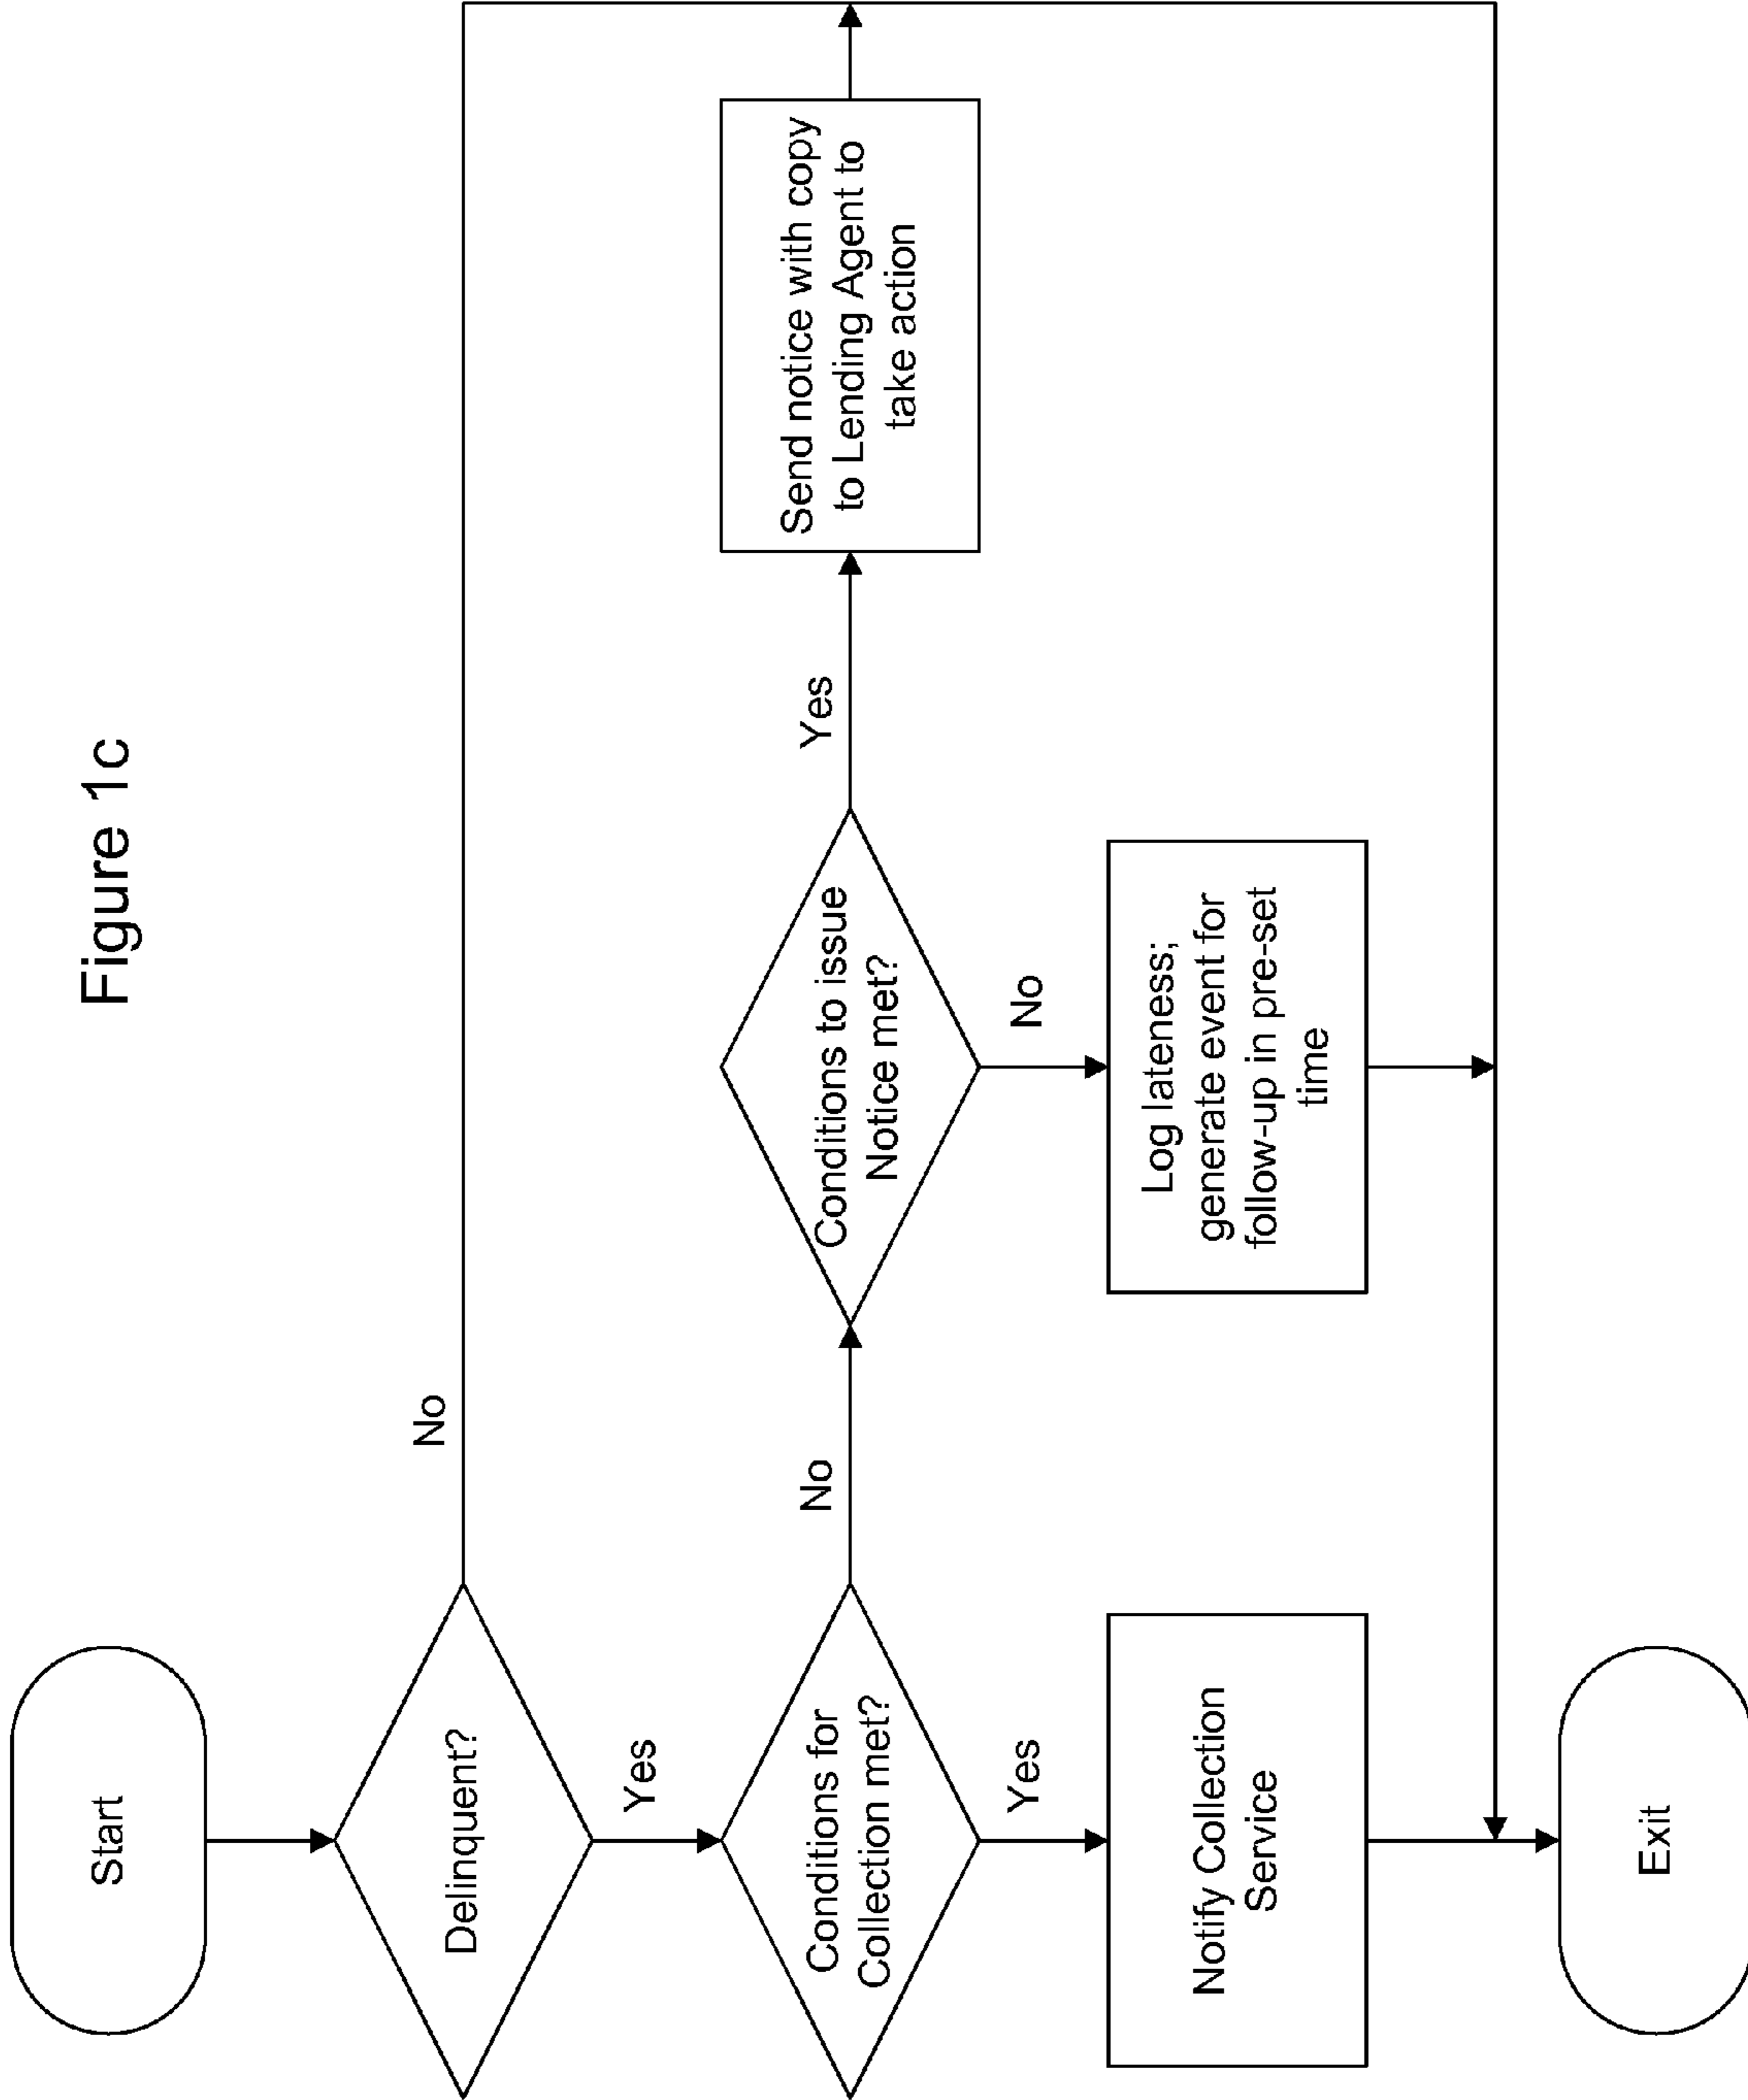 Figure 1c
Start
Delinquent?
No
Yes
Conditions for
Collection met?
No
Conditions to issue
Notice met?
Yes
Send notice with copy
to Lending Agent to
take action
Yes
No
Notify Collection
Service
Log lateness;
generate event for
follow-up in pre-set
time
Exit